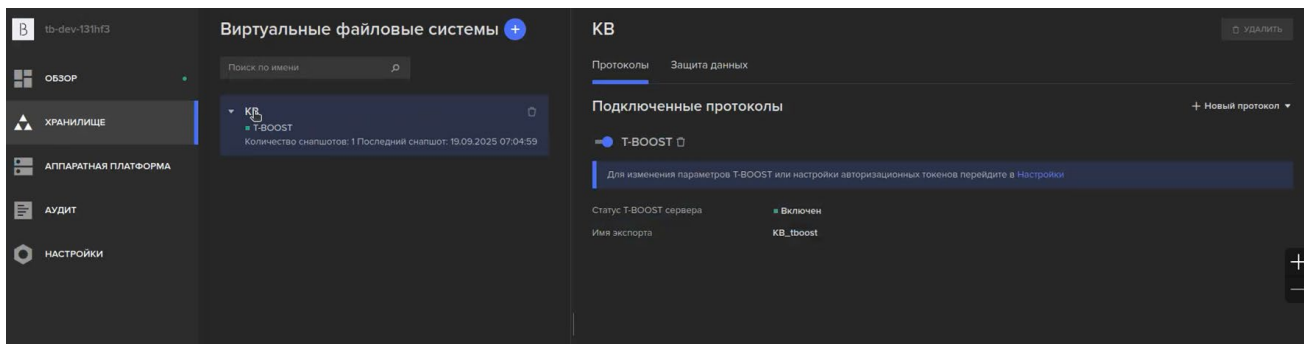 B tb-dev-131hf3
ОБЗОР
ХРАНИЛИЩЕ
АППАРАТНАЯ ПЛАТФОРМА
АУДИТ
НАСТРОЙКИ
Виртуальные файловые системы +
Поиск по имени
KB
T-BOOST
Количество снапшотов: 1 Последний снапшот: 19.09.2025 07:04:59
KB
УДАЛИТЬ
Протоколы Защита данных
Подключенные протоколы
+ Новый протокол
T-BOOST
Для изменения параметров T-BOOST или настройки авторизационных токенов перейдите в Настройки
Статус T-BOOST сервера Включен
Имя экспорта KB_tboost